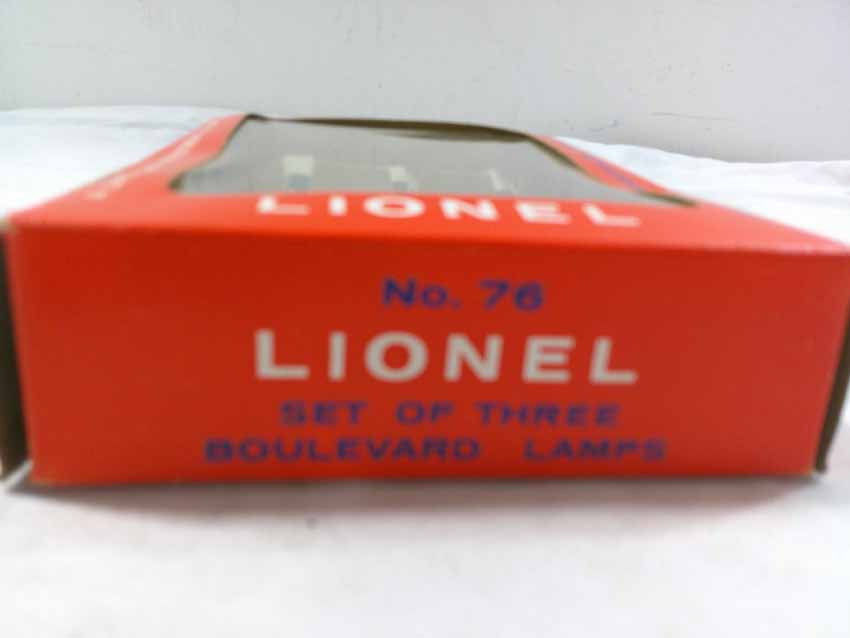 LIONEL
No. 76
LIONEL
SET OF THREE
BOULEVARD LAMPS